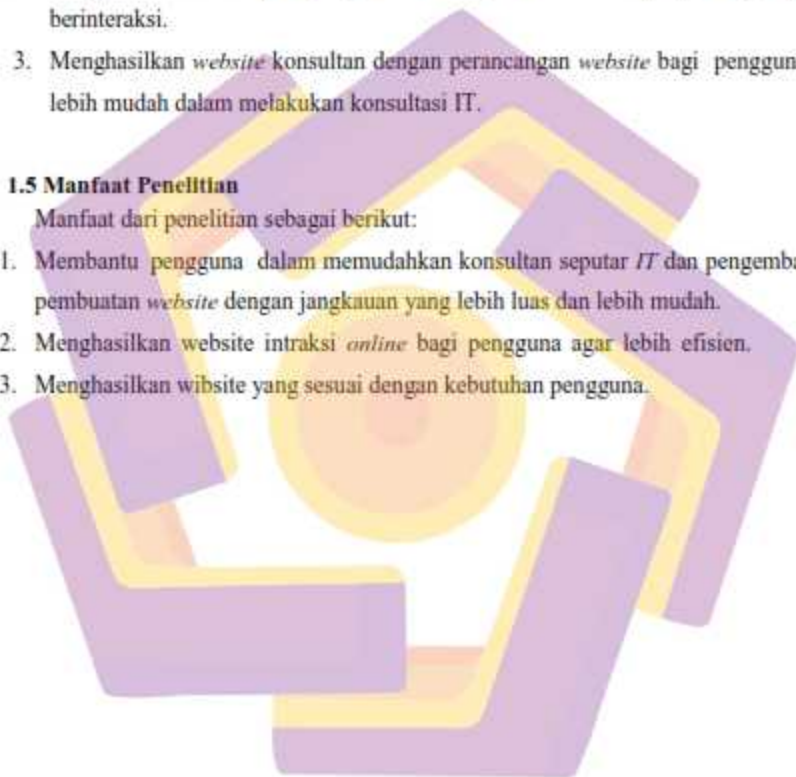 berinteraksi.
3. Menghasilkan website konsultan dengan perancangan website bagi penggun
lebih mudah dalam melakukan konsultasi IT.
1.5 Manfaat Penelitian
Manfaat dari penelitian sebagai berikut:
1. Membantu pengguna dalam memudahkan konsultan seputar IT dan pengemba
pembuatan website dengan jangkauan yang lebih luas dan lebih mudah.
2. Menghasilkan website intraksi online bagi pengguna agar lebih efisien.
3. Menghasilkan wibsite yang sesuai dengan kebutuhan pengguna.